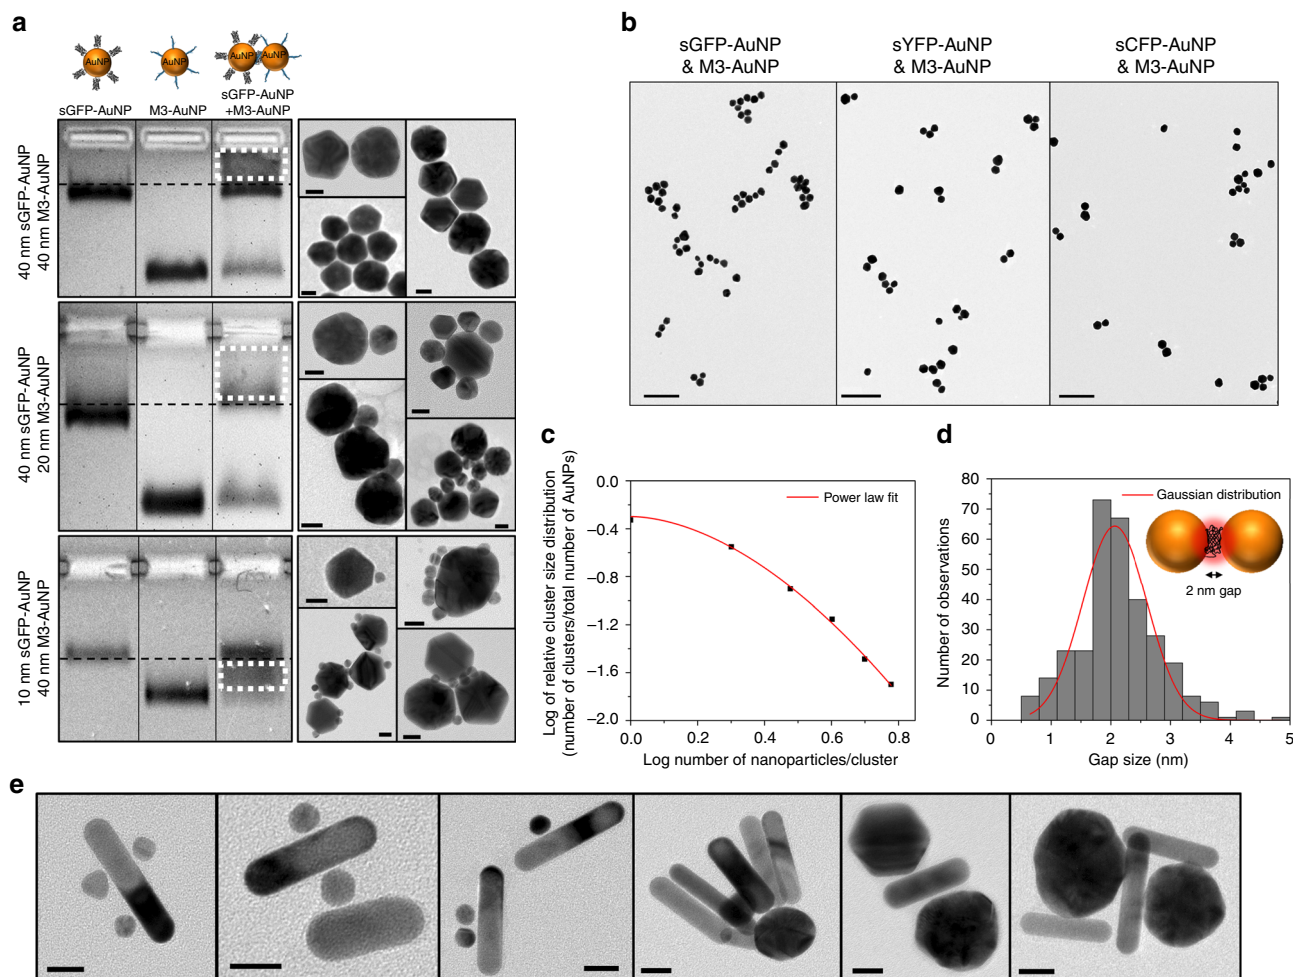 a
AuNP
AuNP
AuNP AuNP
sGFP-AuNP
M3-AuNP
sGFP-AuNP
+M3-AuNP
40 nm sGFP-AuNP
40 nm M3-AuNP
40 nm sGFP-AuNP
20 nm M3-AuNP
10 nm sGFP-AuNP
40 nm M3-AuNP
b
sGFP-AuNP
& M3-AuNP
sYFP-AuNP
& M3-AuNP
sCFP-AuNP
& M3-AuNP
c
Log of relative cluster size distribution
(number of clusters/total number of AuNPs)
0.0
−0.4
−0.8
−1.2
−1.6
−2.0
Power law fit
0.0 0.2 0.4 0.6 0.8
Log number of nanoparticles/cluster
d
Number of observations
80
70
60
50
40
30
20
10
0
Gaussian distribution
2 nm gap
0 1 2 3 4 5
Gap size (nm)
e